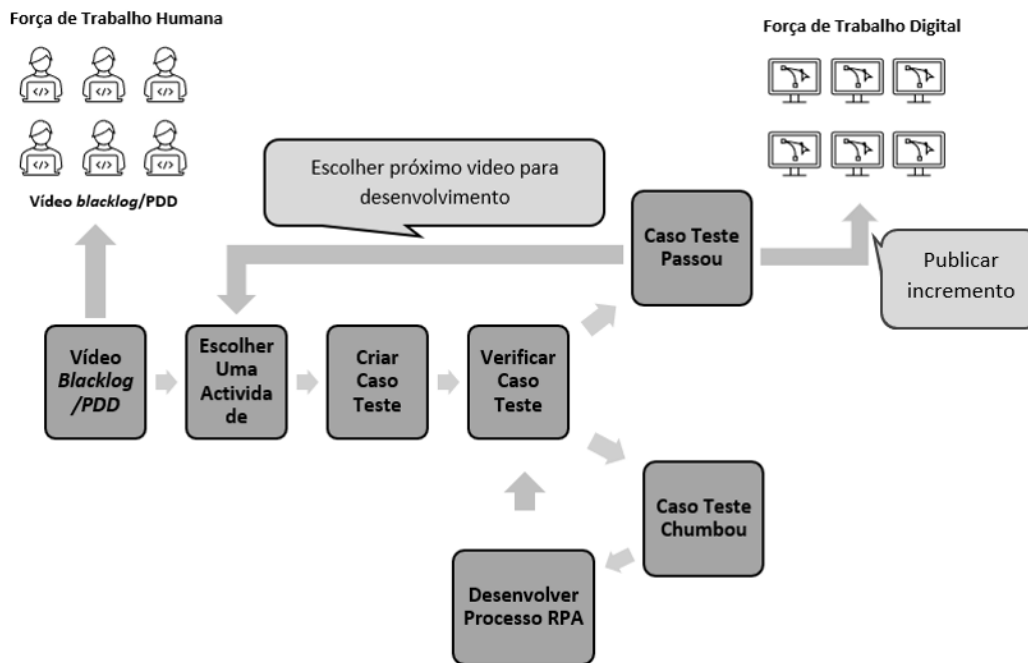 Força de Trabalho Humana
Força de Trabalho Digital
</>
</>
</>
</>
</>
</>
Vídeo blacklog/PDD
Escolher próximo video para
desenvolvimento
Caso Teste
Passou
Publicar
incremento
Vídeo
Blacklog
/PDD
Escolher
Uma
Activida
de
Criar
Caso
Teste
Verificar
Caso
Teste
Caso Teste
Chumbou
Desenvolver
Processo RPA